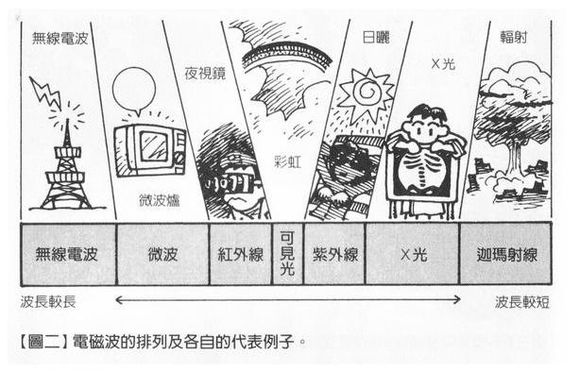 無線電波
夜視鏡
日曬
X光
輻射
彩虹
微波爐
無線電波
微波
紅外線
可見光
紫外線
X光
迦瑪射線
波長較長
波長較短
【圖二】電磁波的排列及各自的代表例子。